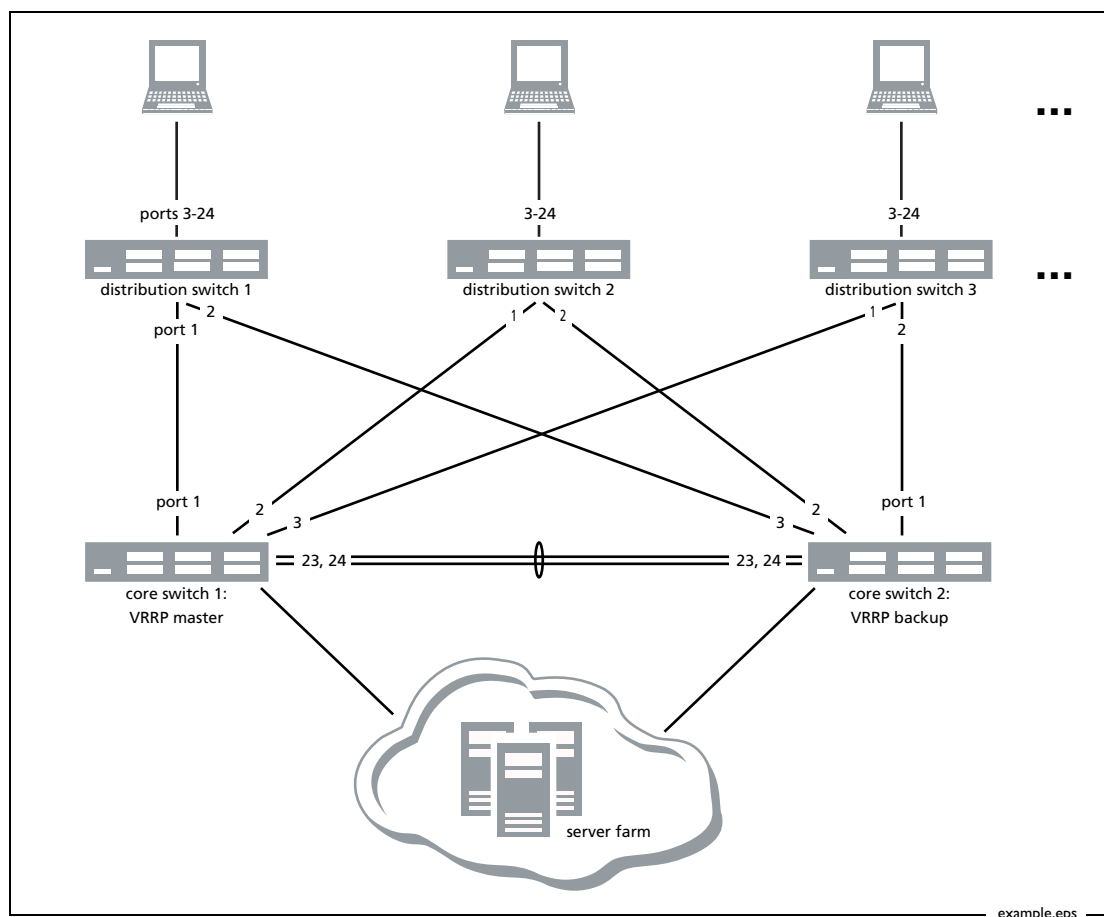 ...
ports 3-24
3-24
3-24
distribution switch 1
distribution switch 2
distribution switch 3
...
2
1
2
1
port 1
2
port 1
2
3
3
2
port 1
23, 24
23, 24
core switch 1:
VRRP master
core switch 2:
VRRP backup
server farm
example.eps